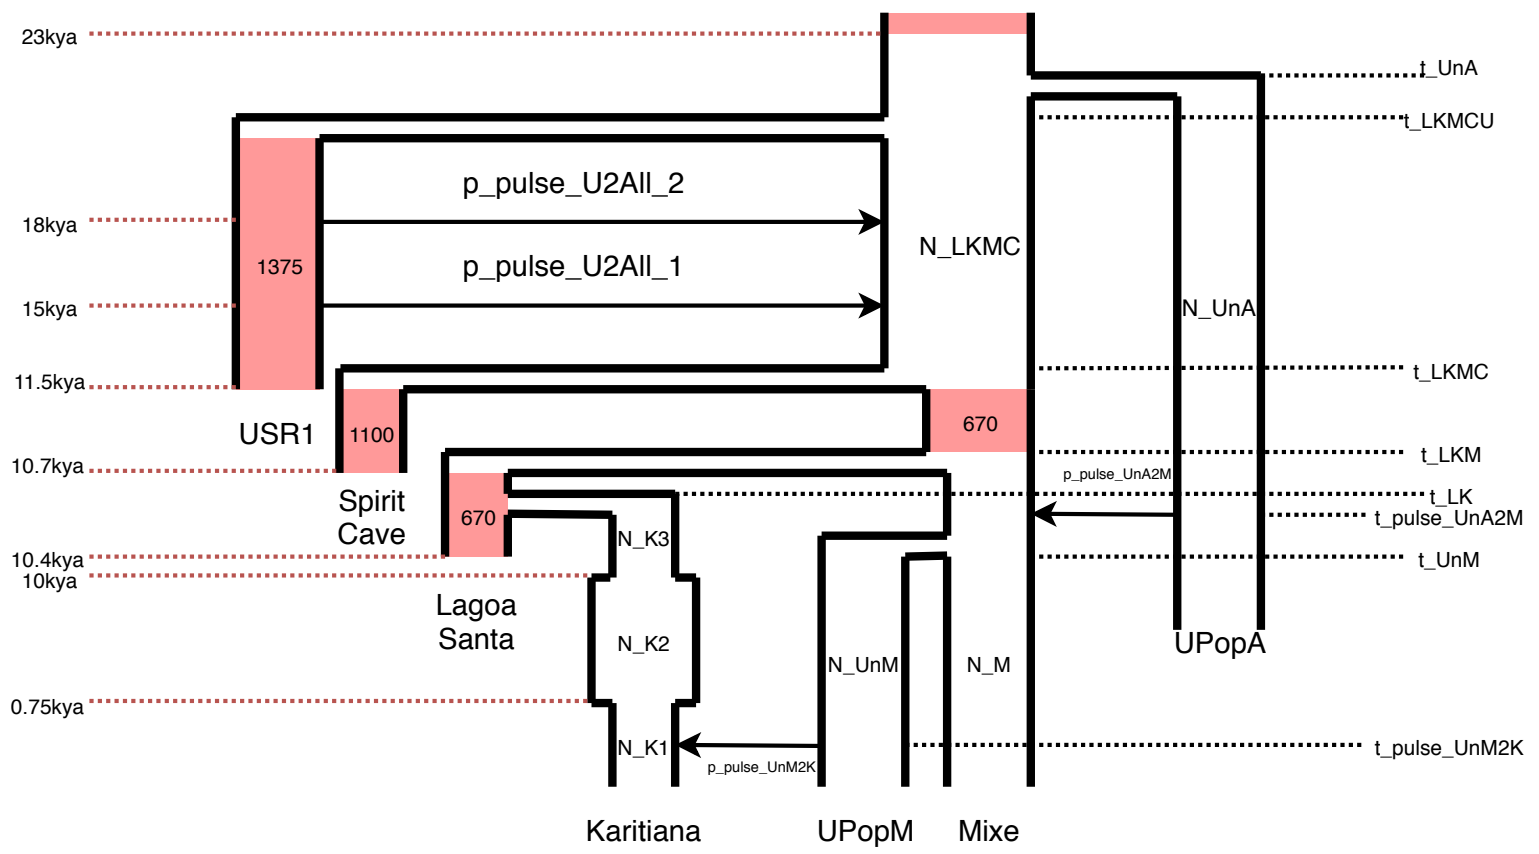 23kya
t_UnA
t_LKMCU
p_pulse_U2All_2
18kya
N_LKMC
1375
p_pulse_U2All_1
15kya
N_UnA
11.5kya
t_LKMC
USR1
1100
670
10.7kya
t_LKM
p_pulse_UnA2M
Spirit
Cave
t_LK
670
t_pulse_UnA2M
N_K3
10.4kya
t_UnM
10kya
Lagoa
Santa
N_K2
N_UnM
N_M
UPopA
0.75kya
N_K1
t_pulse_UnM2K
p_pulse_UnM2K
Karitiana
UPopM
Mixe